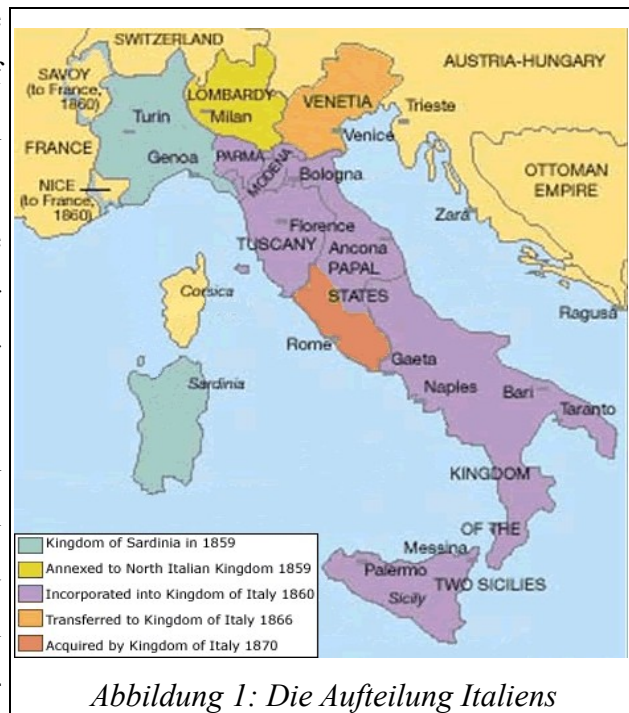 SWITZERLAND
AUSTRIA-HUNGARY
SAVOY
(to France,
1860)
LOMBARDY
Milan
VENETIA
Trieste
Turin
Venice
FRANCE
Genoa
PARMA
MODENA
Bologna
OTTOMAN
EMPIRE
NICE
(to France,
1860)
Zara
Florence
TUSCANY
Ancona
PAPAL
STATES
Corsica
Ragusa
Rome
Gaeta
Naples
Bari
Taranto
Sardinia
KINGDOM
OF THE
TWO SICILIES
Messina
Palermo
Sicily
Kingdom of Sardinia in 1859
Annexed to North Italian Kingdom 1859
Incorporated into Kingdom of Italy 1860
Transferred to Kingdom of Italy 1866
Acquired by Kingdom of Italy 1870
Abbildung 1: Die Aufteilung Italiens